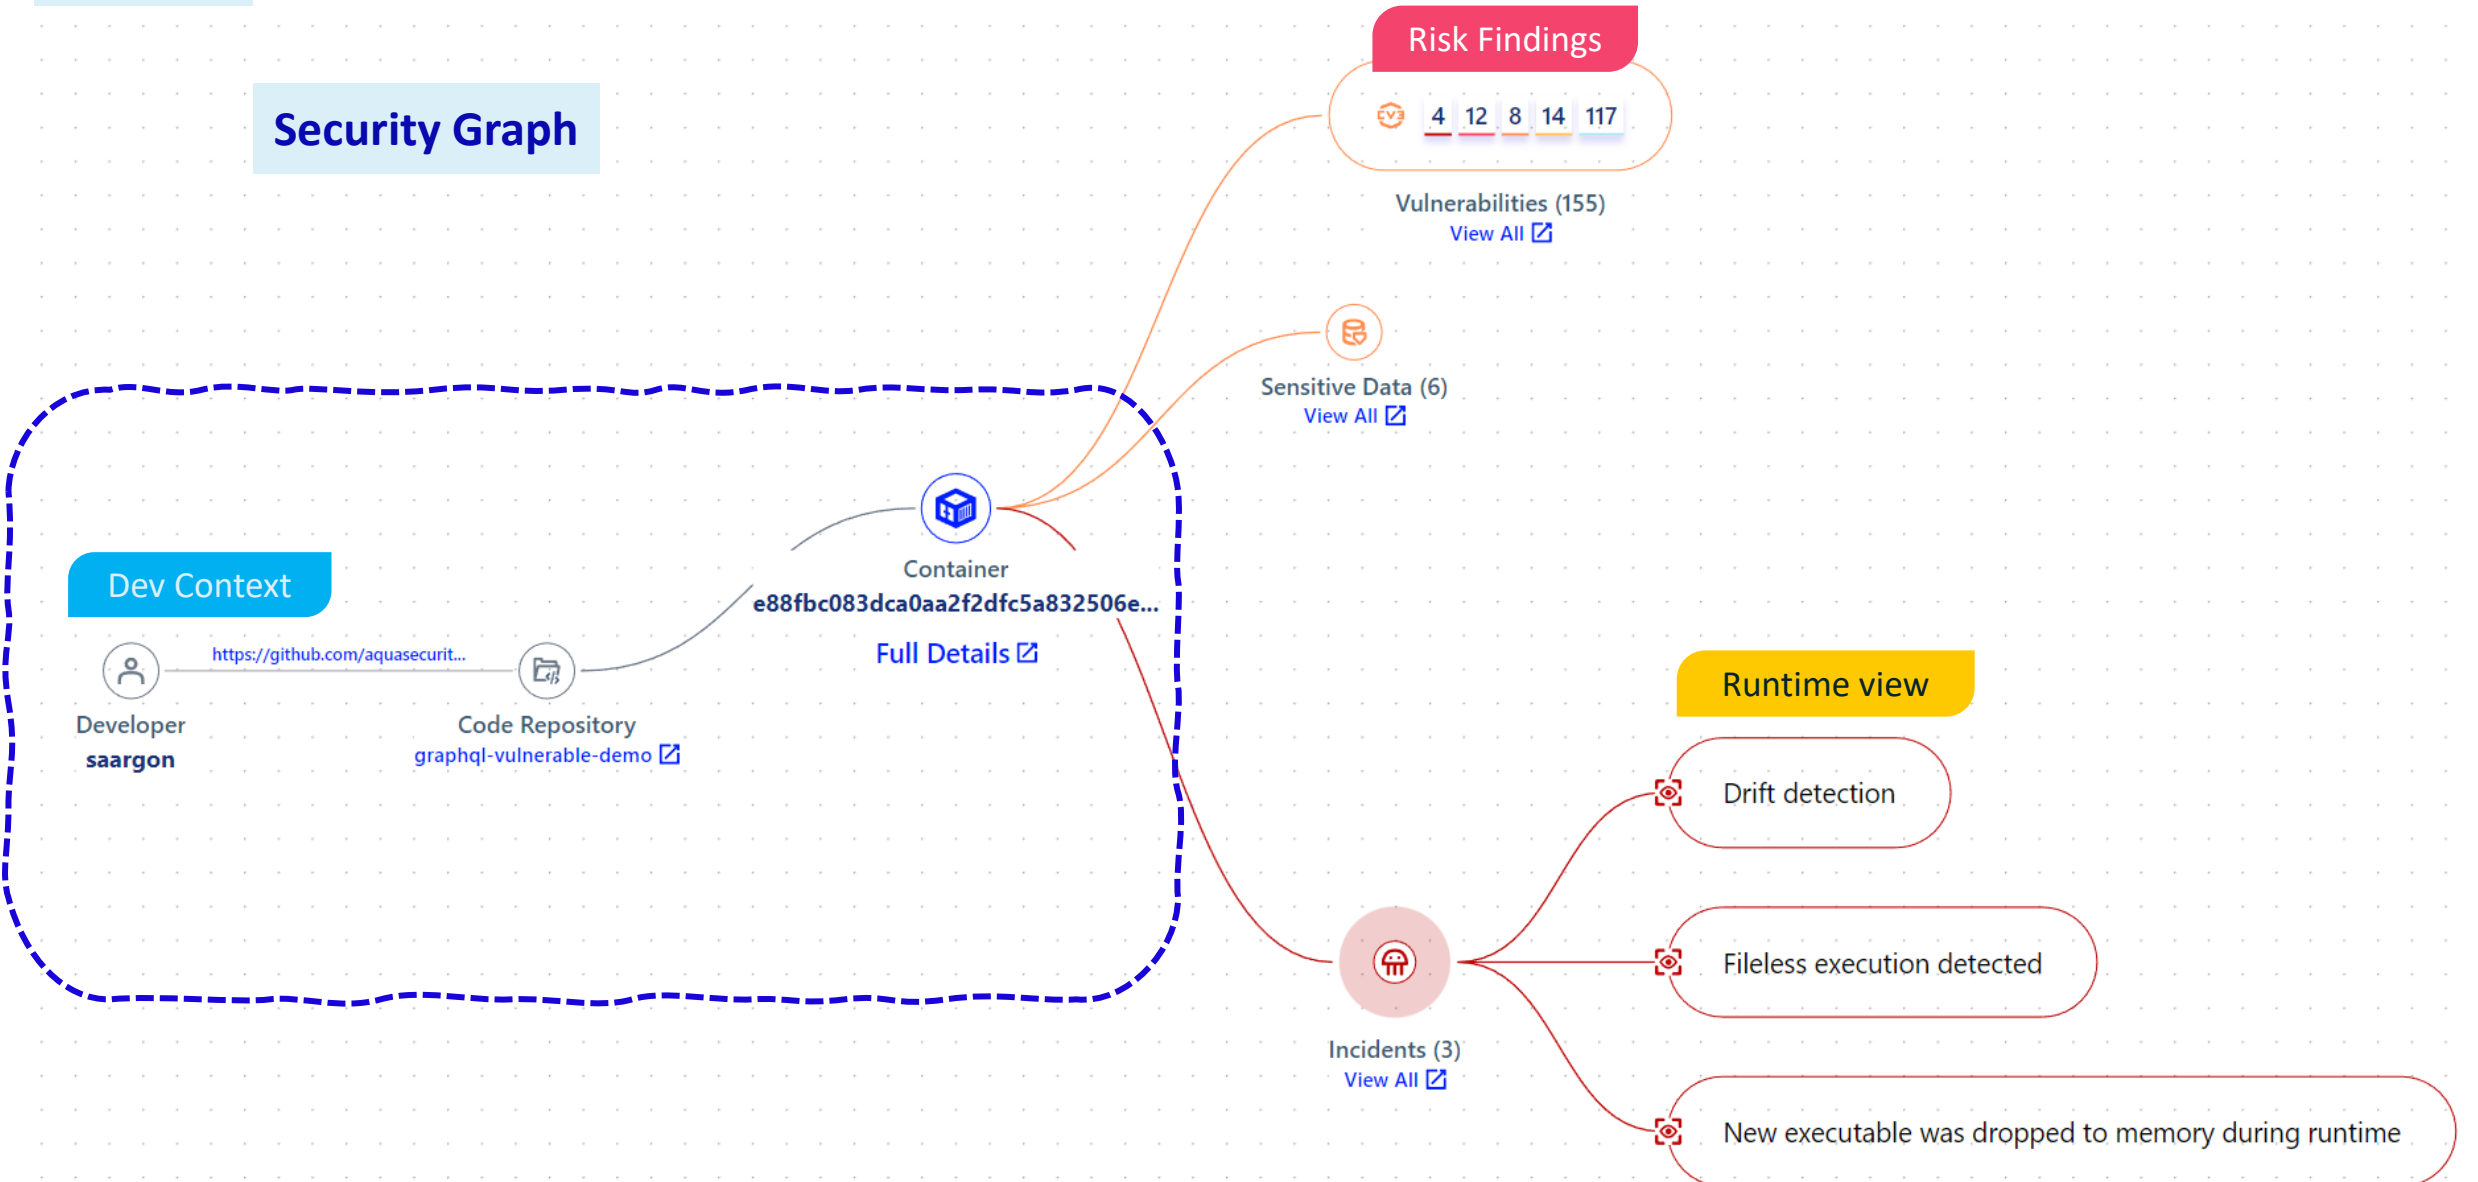 Risk Findings
Security Graph
4 12 8 14 117
Vulnerabilities (155)
View All
Sensitive Data (6)
View All
Container
e88fbc083dca0aa2f2dfc5a832506e...
Full Details
Dev Context
https://github.com/aquasecurit...
Developer
saargon
Code Repository
graphql-vulnerable-demo
Runtime view
Drift detection
Fileless execution detected
Incidents (3)
View All
New executable was dropped to memory during runtime